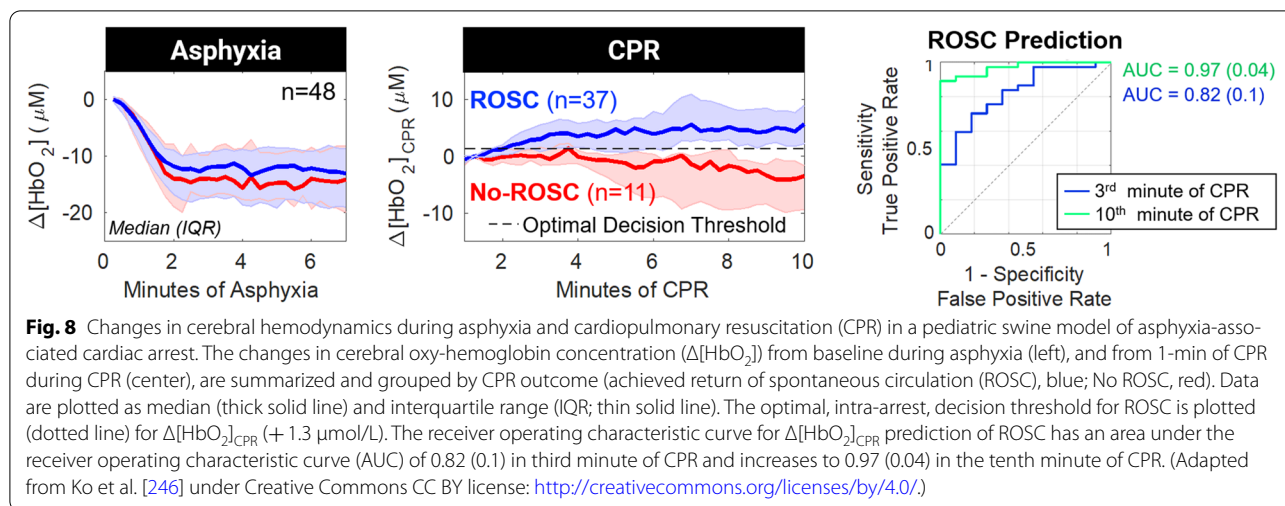 Asphyxia
n=48
Δ[HbO2] (μM)
0
-10
-20
Median (IQR)
0
2
4
6
Minutes of Asphyxia
CPR
Δ[HbO2]CPR (μM)
10
0
-10
ROSC (n=37)
No-ROSC (n=11)
Optimal Decision Threshold
2
4
6
8
10
Minutes of CPR
ROSC Prediction
AUC = 0.97 (0.04)
AUC = 0.82 (0.1)
Sensitivity
True Positive Rate
1
0.5
0
3rd minute of CPR
10th minute of CPR
0
0.5
1
1 - Specificity
False Positive Rate
Fig. 8 Changes in cerebral hemodynamics during asphyxia and cardiopulmonary resuscitation (CPR) in a pediatric swine model of asphyxia-asso-
ciated cardiac arrest. The changes in cerebral oxy-hemoglobin concentration (Δ[HbO2]) from baseline during asphyxia (left), and from 1-min of CPR
during CPR (center), are summarized and grouped by CPR outcome (achieved return of spontaneous circulation (ROSC), blue; No ROSC, red). Data
are plotted as median (thick solid line) and interquartile range (IQR; thin solid line). The optimal, intra-arrest, decision threshold for ROSC is plotted
(dotted line) for Δ[HbO2]CPR (+ 1.3 μmol/L). The receiver operating characteristic curve for Δ[HbO2]CPR prediction of ROSC has an area under the
receiver operating characteristic curve (AUC) of 0.82 (0.1) in third minute of CPR and increases to 0.97 (0.04) in the tenth minute of CPR. (Adapted
from Ko et al. [246] under Creative Commons CC BY license: http://creativecommons.org/licenses/by/4.0/.)